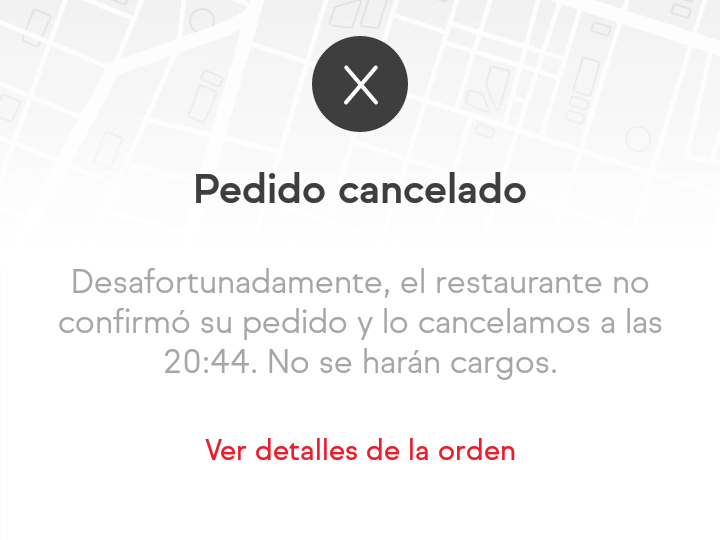 Pedido cancelado
Desafortunadamente, el restaurante no
confirmó su pedido y lo cancelamos a las
20:44. No se harán cargos.
Ver detalles de la orden